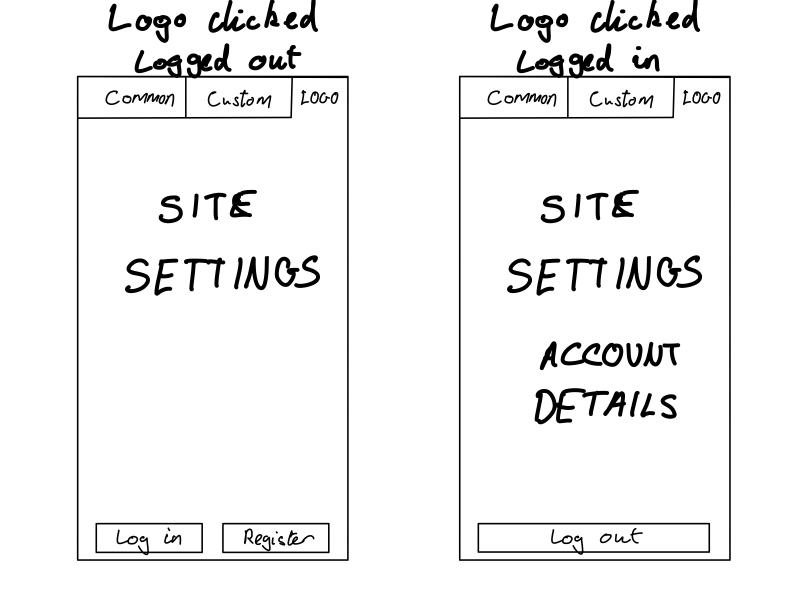 Logo clicked
Logged out
Common Custom LOGO
SITE
SETTINGS
Log in Register
Logo clicked
Logged in
Common Custom LOGO
SITE
SETTINGS
ACCOUNT
DETAILS
Log out